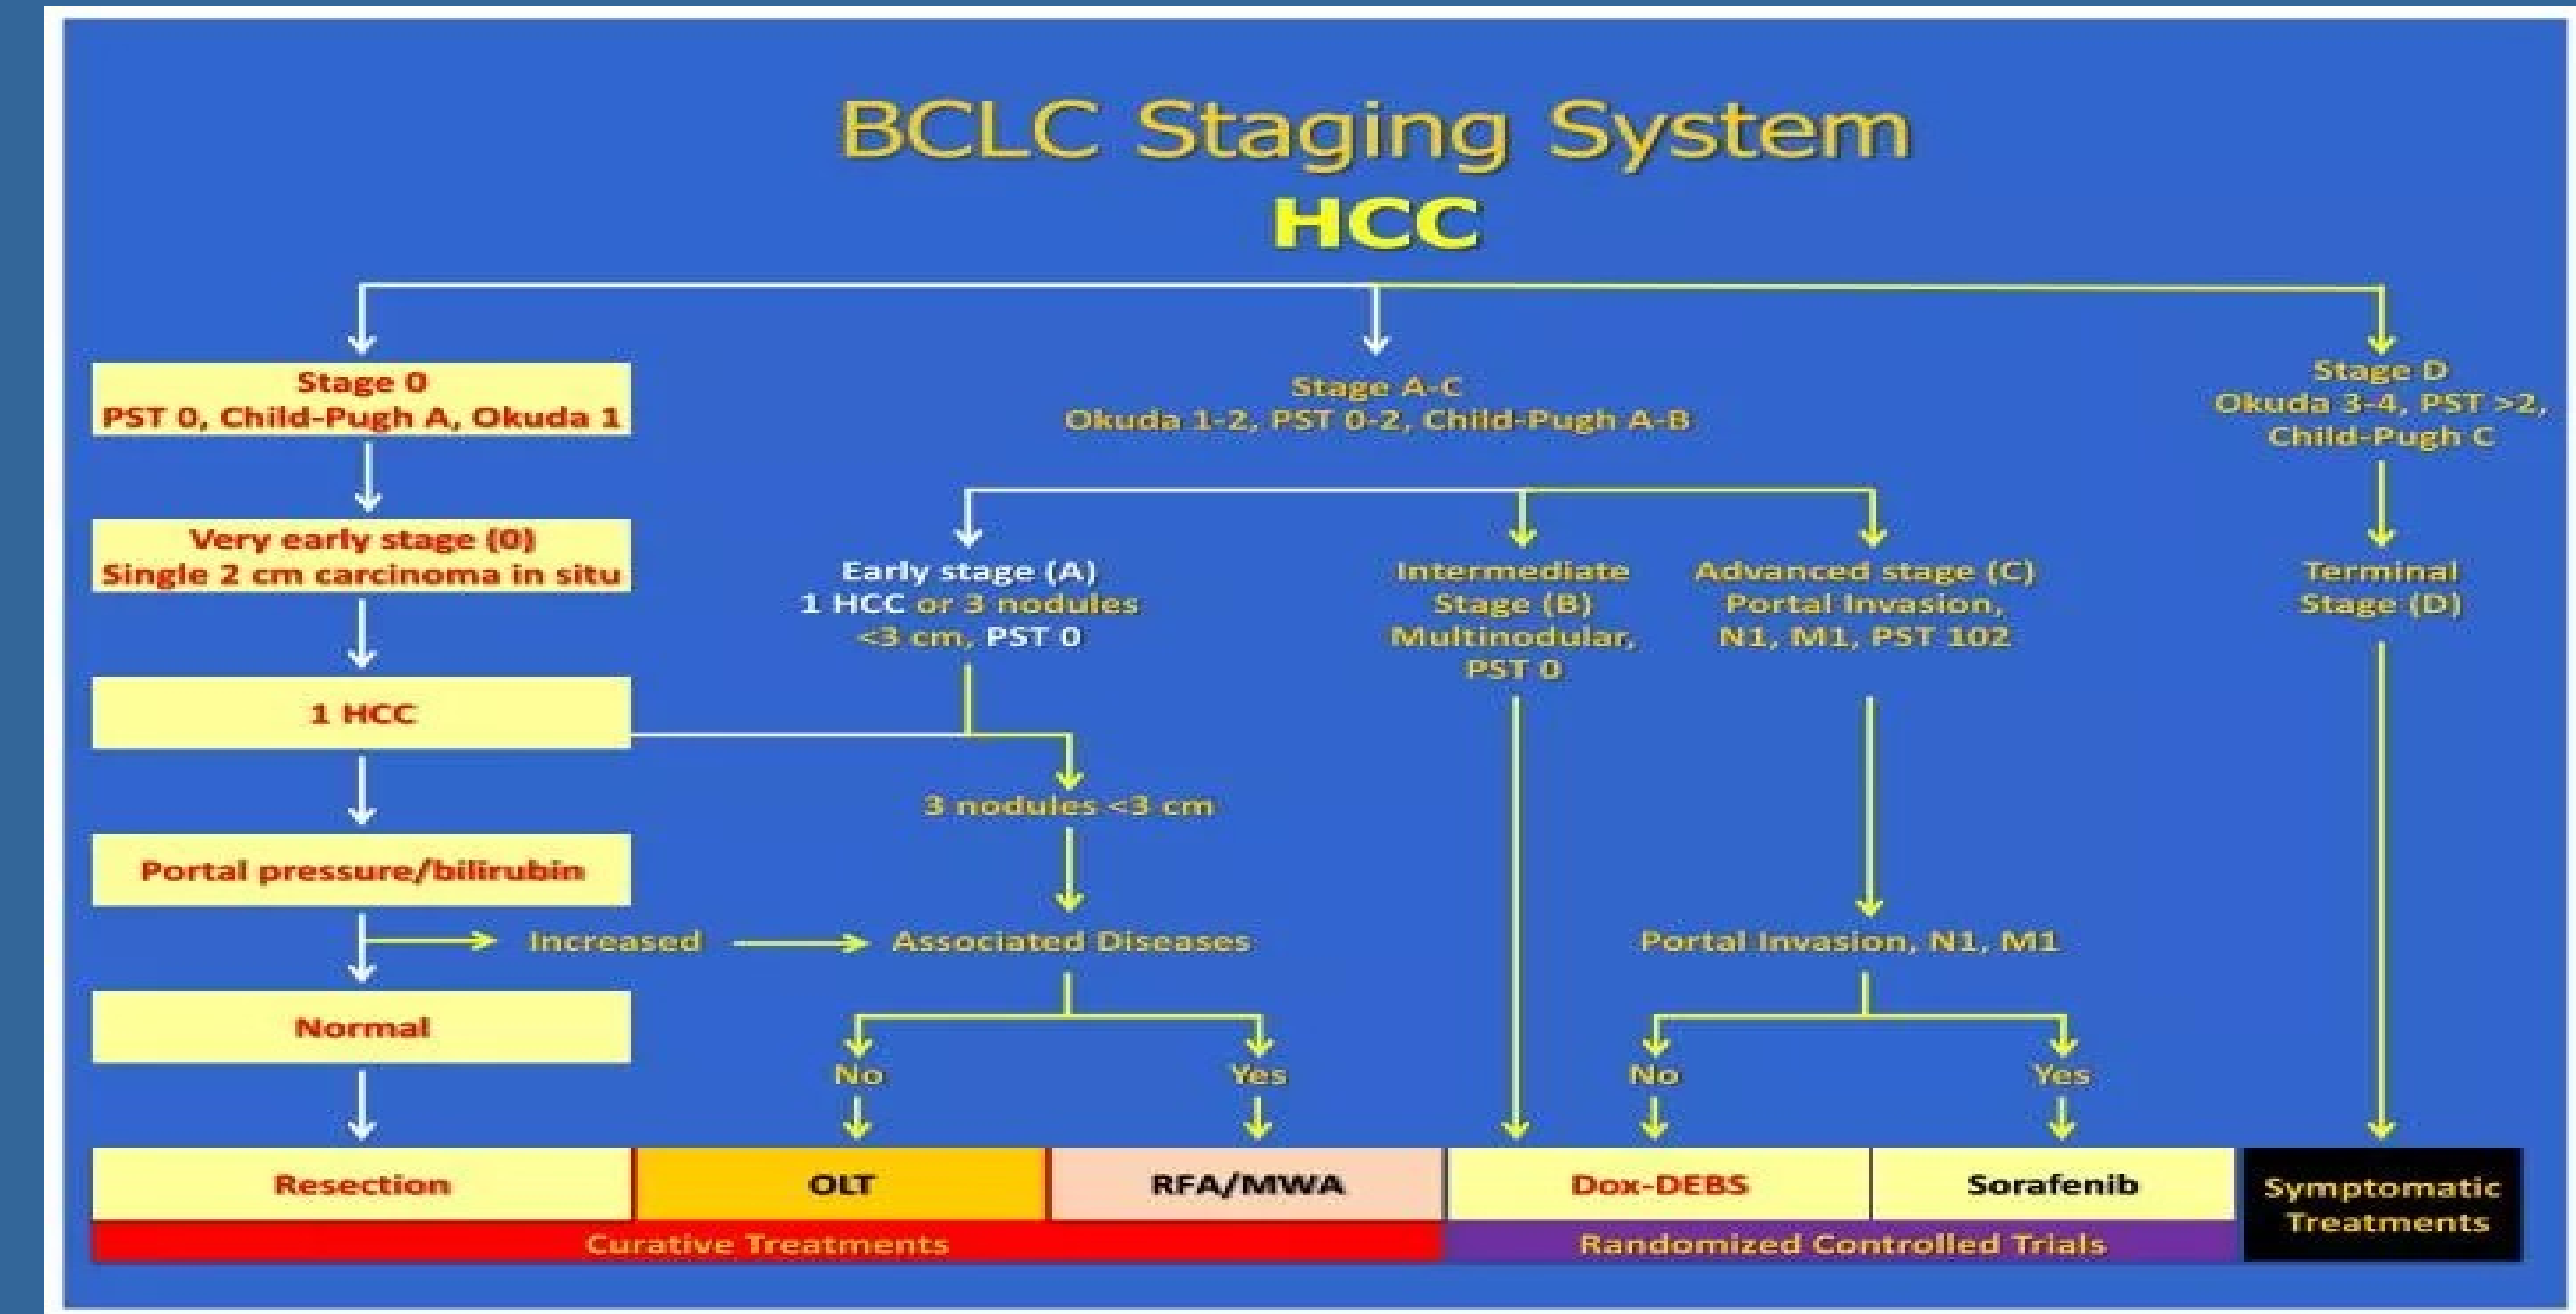 BCLC Staging System
HCC
Stage 0
PST 0, Child-Pugh A, Okuda 1
Stage A-C
Okuda 1-2, PST 0-2, Child-Pugh A-B
Stage D
Okuda 3-4, PST >2,
Child-Pugh C
Very early stage (0)
Single 2 cm carcinoma in situ
Early stage (A)
1 HCC or 3 nodules
<3 cm, PST 0
Intermediate
Stage (B)
Multinodular,
PST 0
Advanced stage (C)
Portal Invasion,
N1, M1, PST 102
Terminal
Stage (D)
1 HCC
3 nodules <3 cm
Portal pressure/bilirubin
Increased
Associated Diseases
Portal Invasion, N1, M1
Normal
No
Yes
No
Yes
Resection
OLT
RFA/MWA
Dox-DEBS
Sorafenib
Symptomatic
Treatments
Curative Treatments
Randomized Controlled Trials